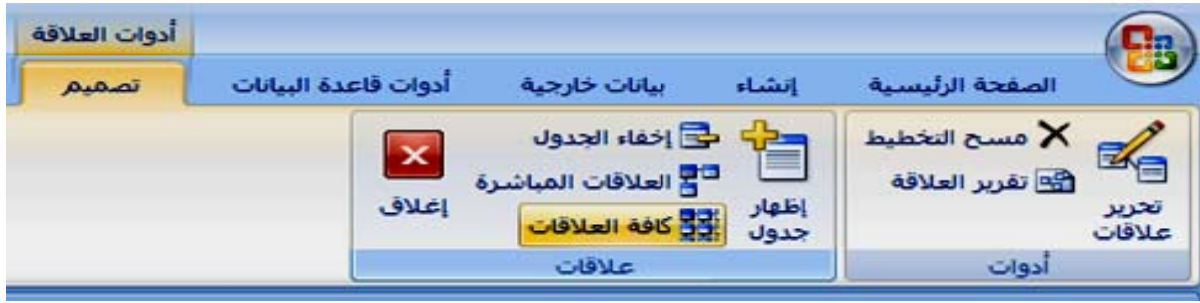 أدوات العلاقة
الصفحة الرئيسية
إنشاء
بيانات خارجية
أدوات قاعدة البيانات
تصميم
تحرير
علاقات
مسح التخطيط
تقرير العلاقة
أدوات
إظهار
جدول
إخفاء الجدول
العلاقات المباشرة
كافة العلاقات
إغلاق
علاقات